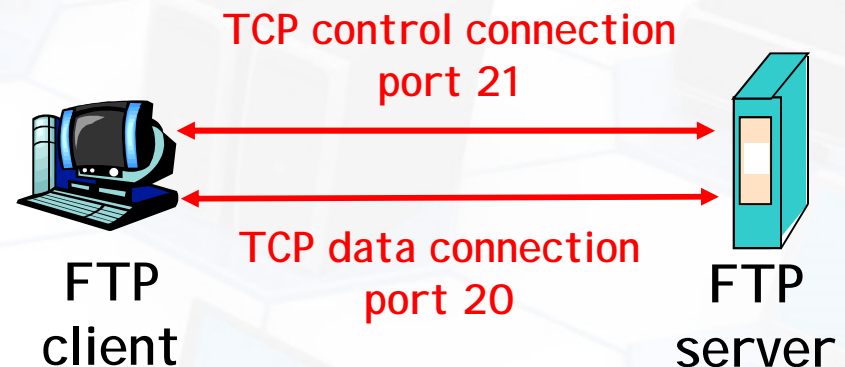 TCP control connection
port 21
TCP data connection
port 20
FTP
client
FTP
server